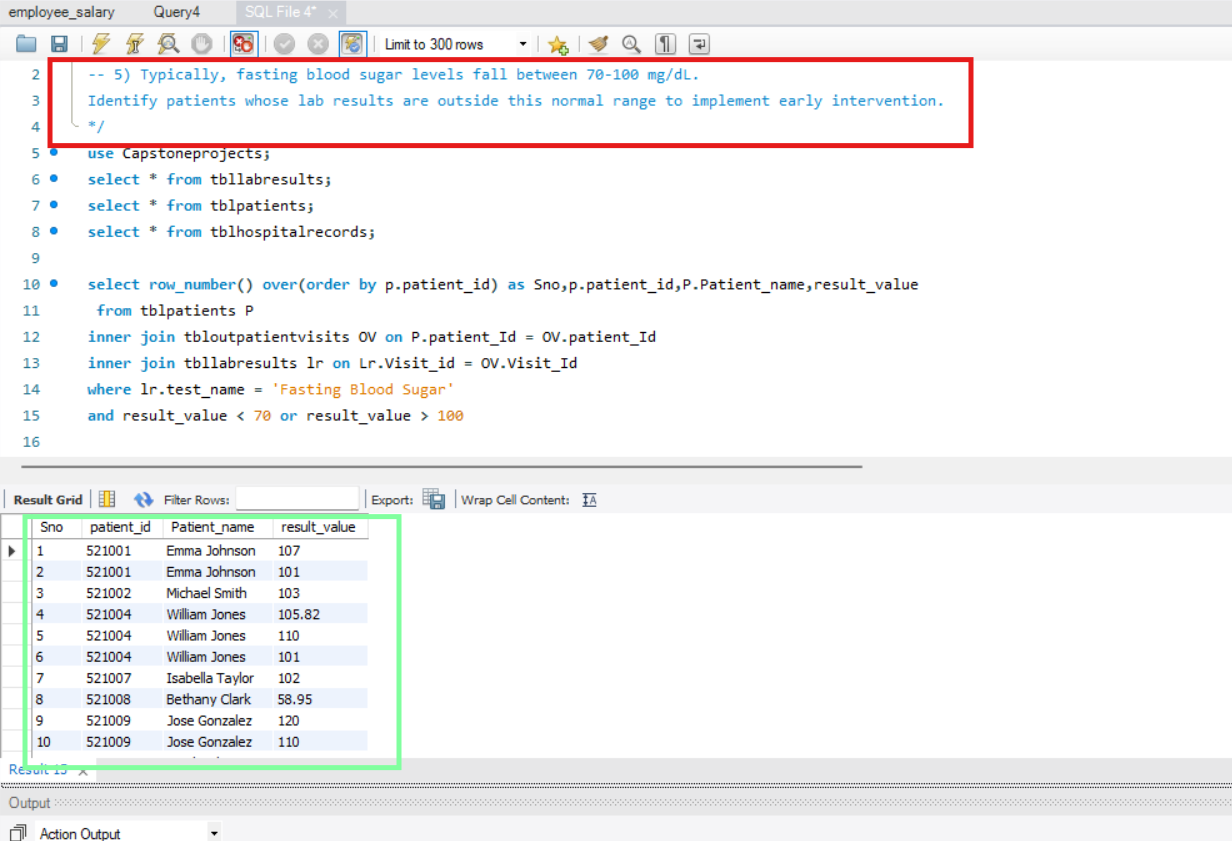 employee_salary Query4 SQL File 4*
Limit to 300 rows
2 -- 5) Typically, fasting blood sugar levels fall between 70-100 mg/dL.
3 Identify patients whose lab results are outside this normal range to implement early intervention.
4 */
5 use Capstoneprojects;
6 select * from tbllabresults;
7 select * from tblpatients;
8 select * from tblhospitalrecords;
9
10 select row_number() over(order by p.patient_id) as Sno,p.patient_id,P.Patient_name,result_value
11 from tblpatients P
12 inner join tbloutpatientvisits OV on P.patient_Id = OV.patient_Id
13 inner join tbllabresults lr on Lr.Visit_id = OV.Visit_Id
14 where lr.test_name = 'Fasting Blood Sugar'
15 and result_value < 70 or result_value > 100
16
Result Grid Filter Rows: Export: Wrap Cell Content:
Sno patient_id Patient_name result_value
1 521001 Emma Johnson 107
2 521001 Emma Johnson 101
3 521002 Michael Smith 103
4 521004 William Jones 105.82
5 521004 William Jones 110
6 521004 William Jones 101
7 521007 Isabella Taylor 102
8 521008 Bethany Clark 58.95
9 521009 Jose Gonzalez 120
10 521009 Jose Gonzalez 110
Result
Output
Action Output